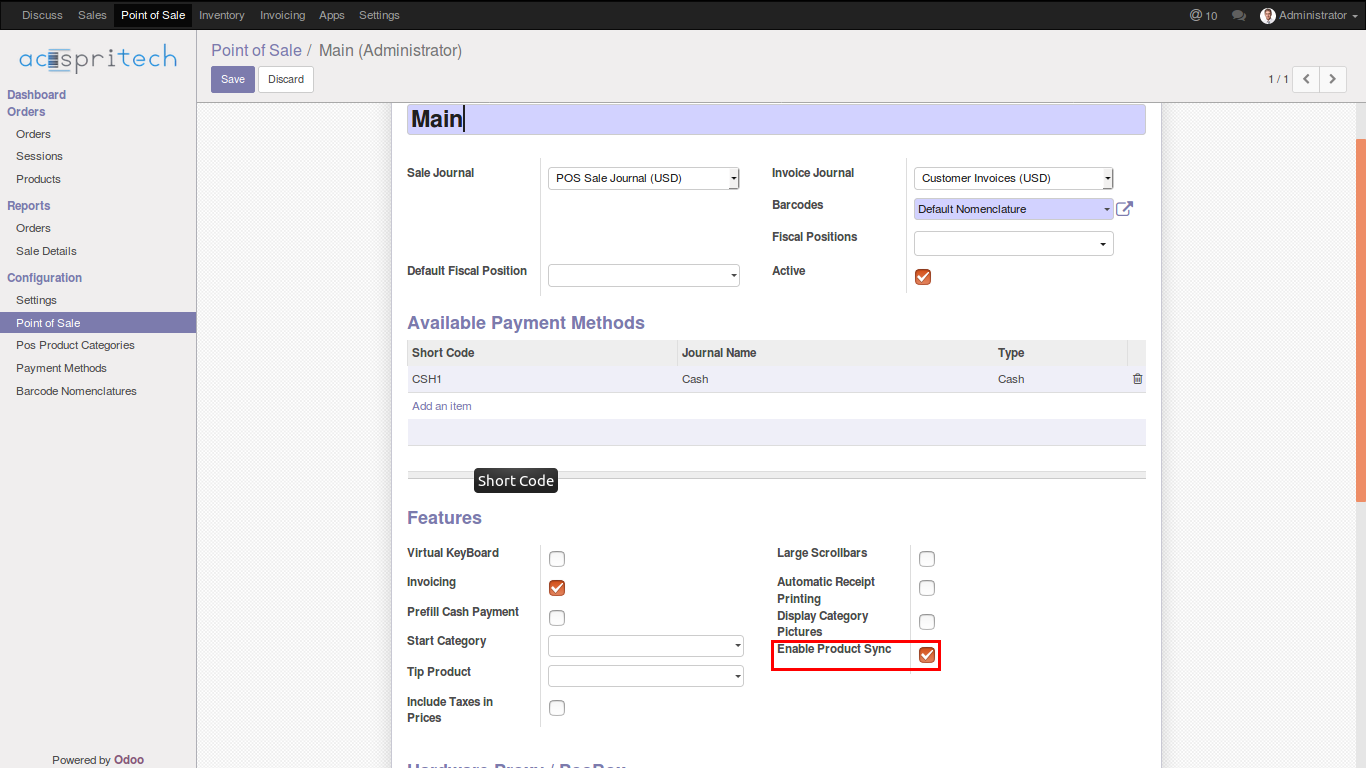 Discuss Sales Point of Sale Inventory Invoicing Apps Settings @ 10 Administrator
acespritech
Dashboard
Orders
Orders
Sessions
Products
Reports
Orders
Sale Details
Configuration
Settings
Point of Sale
Pos Product Categories
Payment Methods
Barcode Nomenclatures
Powered by Odoo
Point of Sale / Main (Administrator)
Save Discard 1 / 1
Main
Sale Journal POS Sale Journal (USD)
Invoice Journal Customer Invoices (USD)
Barcodes Default Nomenclature
Fiscal Positions
Default Fiscal Position
Active
Available Payment Methods
Short Code Journal Name Type
CSH1 Cash Cash
Add an item
Short Code
Features
Virtual KeyBoard
Invoicing
Prefill Cash Payment
Start Category
Tip Product
Include Taxes in
Prices
Large Scrollbars
Automatic Receipt
Printing
Display Category
Pictures
Enable Product Sync
Hardware Proxy / PosBox